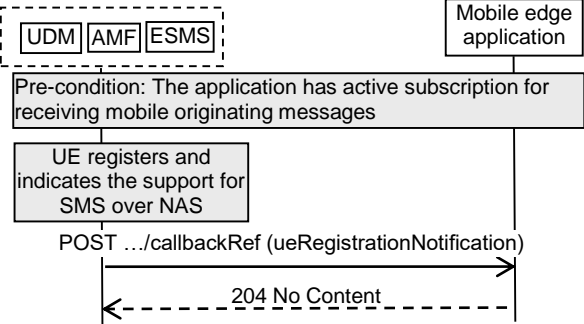 UDM AMF ESMS
Mobile edge
application
Pre-condition: The application has active subscription for
receiving mobile originating messages
UE registers and
indicates the support for
SMS over NAS
POST …/callbackRef (ueRegistrationNotification)
204 No Content